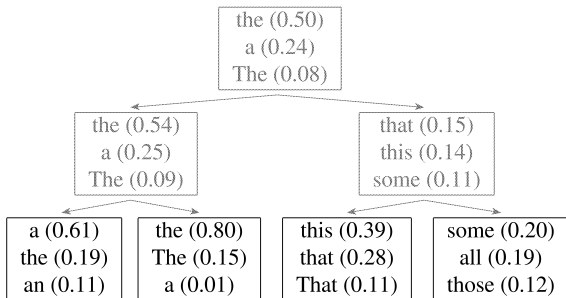 the (0.50)
a (0.24)
The (0.08)
the (0.54)
a (0.25)
The (0.09)
that (0.15)
this (0.14)
some (0.11)
a (0.61)
the (0.19)
an (0.11)
the (0.80)
The (0.15)
a (0.01)
this (0.39)
that (0.28)
That (0.11)
some (0.20)
all (0.19)
those (0.12)